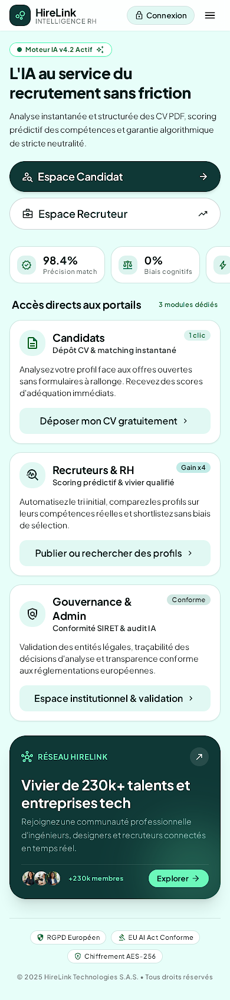 HireLink
INTELLIGENCE RH
Connexion
Moteur IA v4.2 Actif
L'IA au service du
recrutement sans friction
Analyse instantanée et structurée des CV PDF, scoring
prédictif des compétences et garantie algorithmique
de stricte neutralité.
Espace Candidat
Espace Recruteur
98.4%
Précision match
0%
Biais cognitifs
Accès directs aux portails
3 modules dédiés
Candidats
1 clic
Dépôt CV & matching instantané
Analysez votre profil face aux offres ouvertes
sans formulaires à rallonge. Recevez des scores
d'adéquation immédiats.
Déposer mon CV gratuitement
Recruteurs & RH
Gain x4
Scoring prédictif & vivier qualifié
Automatisez le tri initial, comparez les profils sur
leurs compétences réelles et shortlistez sans biais
de sélection.
Publier ou rechercher des profils
Gouvernance &
Admin
Conforme
Conformité SIRET & audit IA
Validation des entités légales, traçabilité des
décisions d'analyse et transparence conforme
aux réglementations européennes.
Espace institutionnel & validation
RÉSEAU HIRELINK
Vivier de 230k+ talents et
entreprises tech
Rejoignez une communauté professionnelle
d'ingénieurs, designers et recruteurs connectés
en temps réel.
+230k membres
Explorer
RGPD Européen
EU AI Act Conforme
Chiffrement AES-256
© 2025 HireLink Technologies S.A.S. • Tous droits réservés